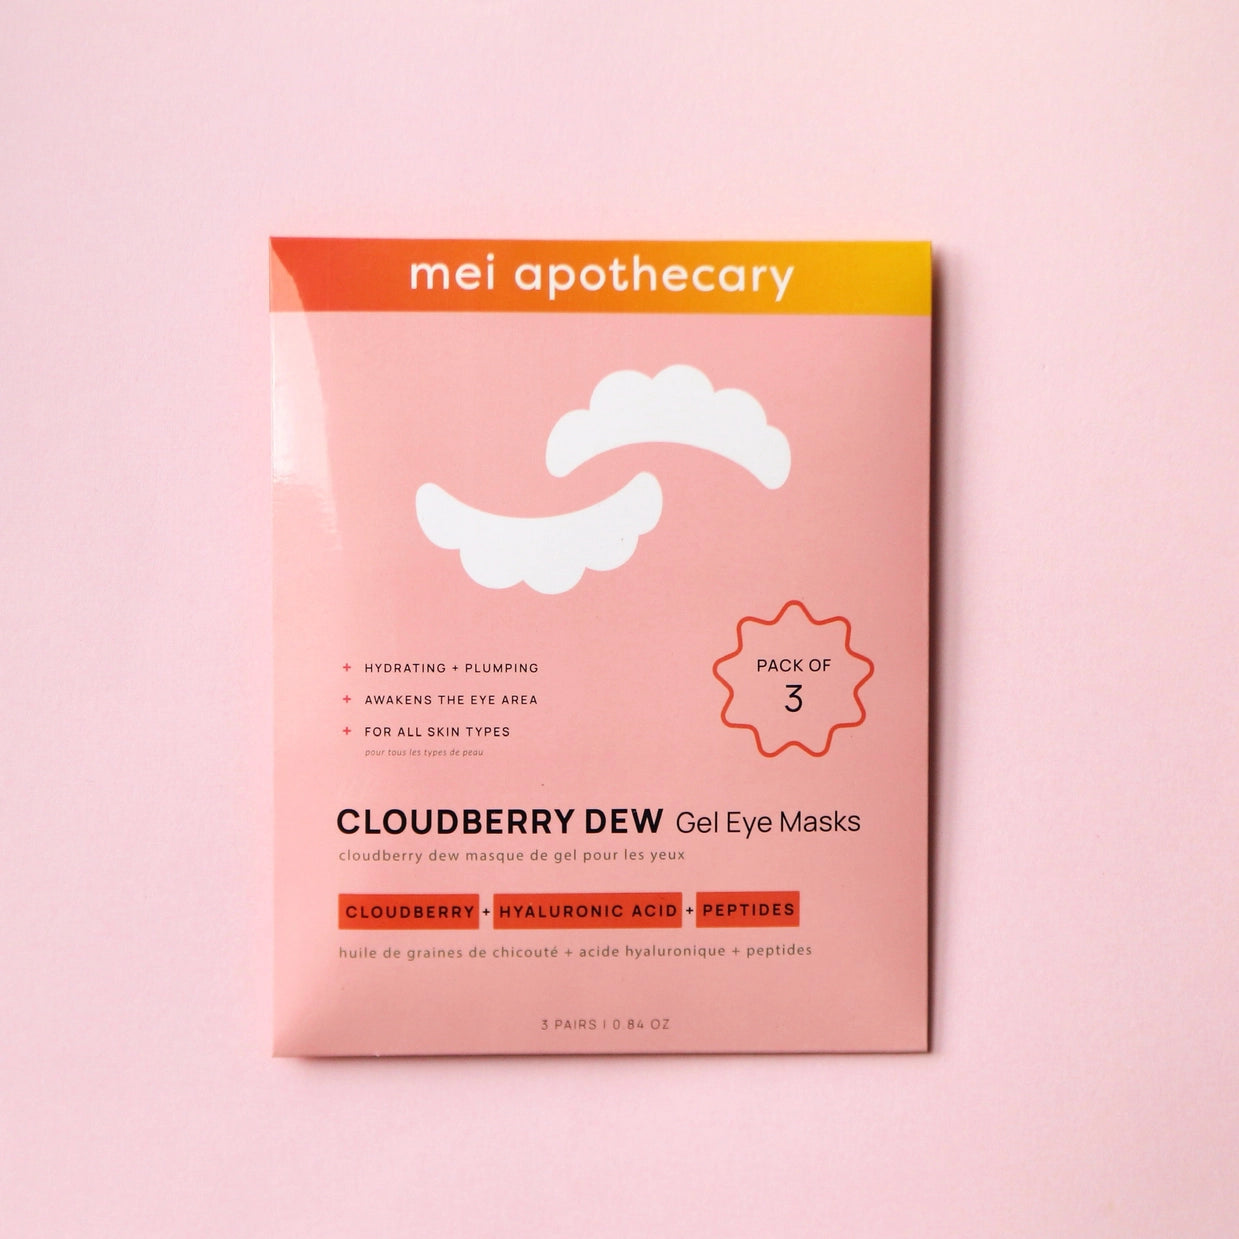 mei apothecary
+ HYDRATING + PLUMPING
+ AWAKENS THE EYE AREA
+ FOR ALL SKIN TYPES
pour tous les types de peau
PACK OF
3
CLOUDBERRY DEW Gel Eye Masks
cloudberry dew masque de gel pour les yeux
CLOUDBERRY + HYALURONIC ACID + PEPTIDES
huile de graines de chicouté + acide hyaluronique + peptides
3 PAIRS | 0.84 OZ